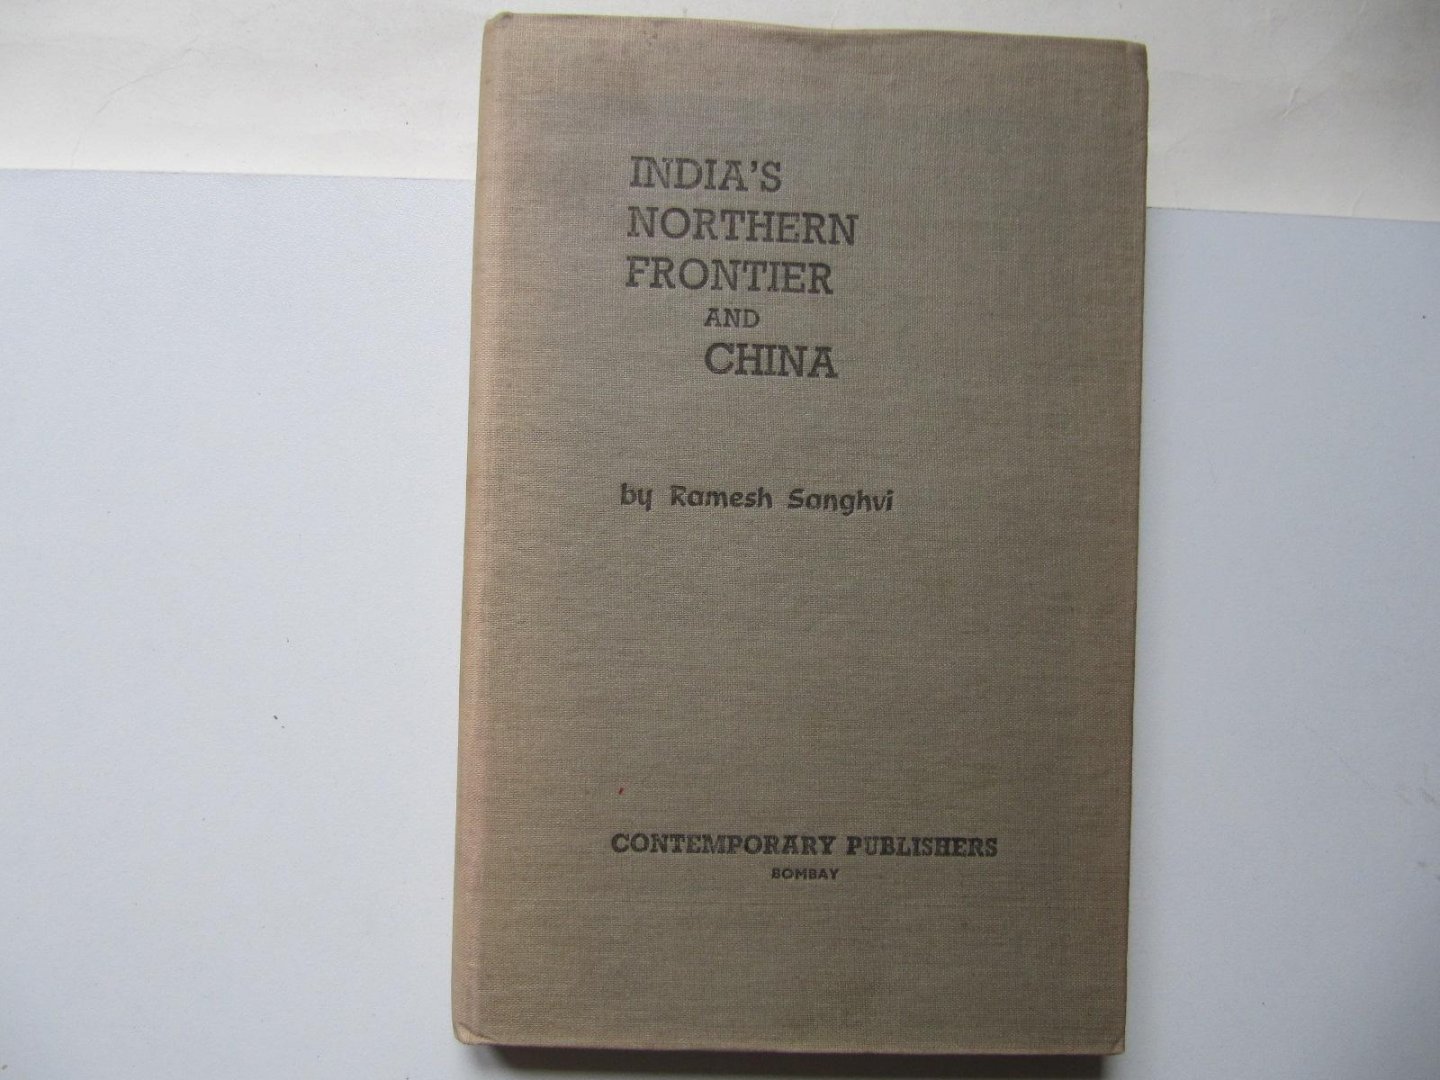 INDIA'S
NORTHERN
FRONTIER
AND
CHINA
by Ramesh Sanghvi
CONTEMPORARY PUBLISHERS
BOMBAY